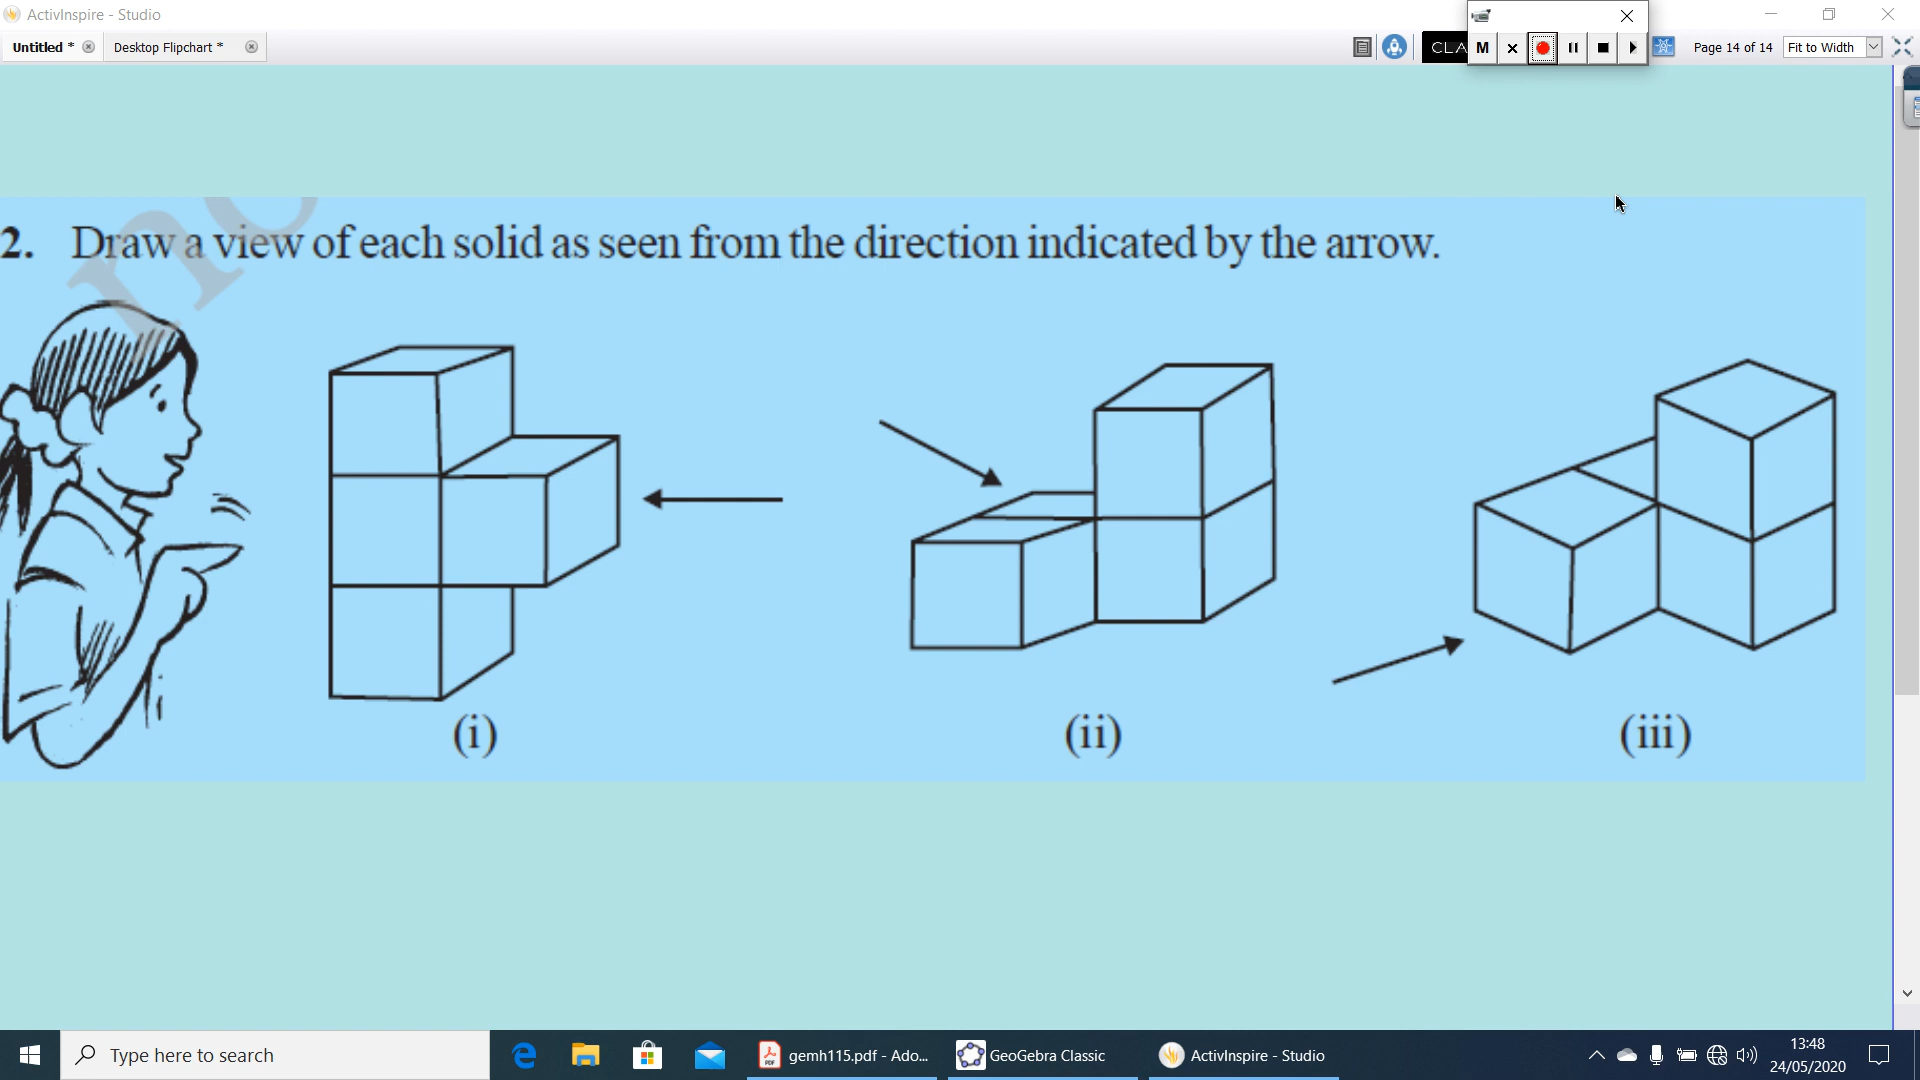 ActivInspire - Studio
Untitled *
Desktop Flipchart *
CLA
M
Page 14 of 14
Fit to Width
nc
2. Draw a view of each solid as seen from the direction indicated by the arrow.
(i)
(ii)
(iii)
Type here to search
gemh115.pdf - Ado...
GeoGebra Classic
ActivInspire - Studio
13:48
24/05/2020